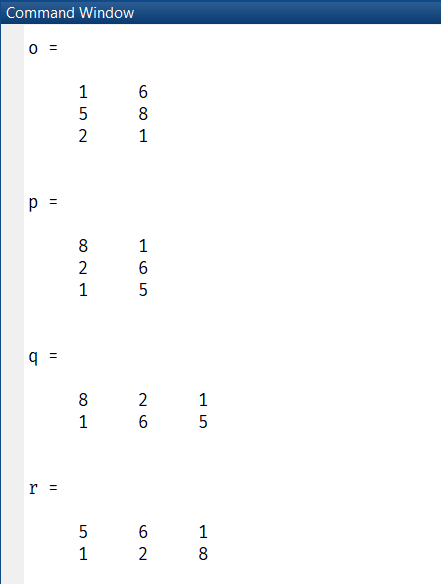 Command Window
o =
1 6
5 8
2 1
p =
8 1
2 6
1 5
q =
8 2 1
1 6 5
r =
5 6 1
1 2 8